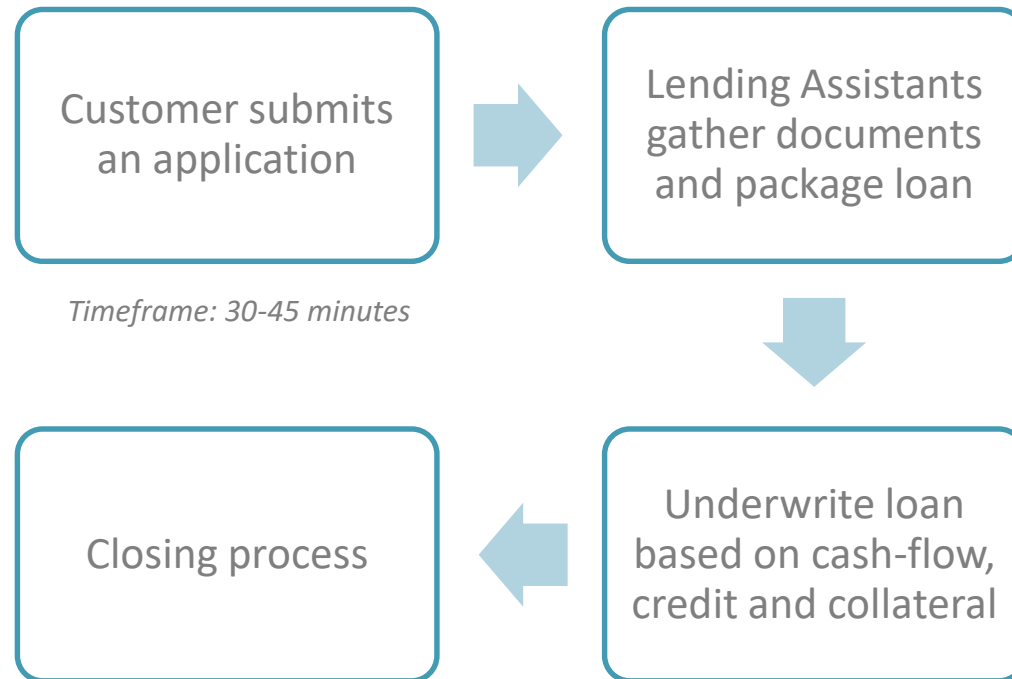 Customer submits
an application
Timeframe: 30-45 minutes
Lending Assistants
gather documents
and package loan
Underwrite loan
based on cash-flow,
credit and collateral
Closing process